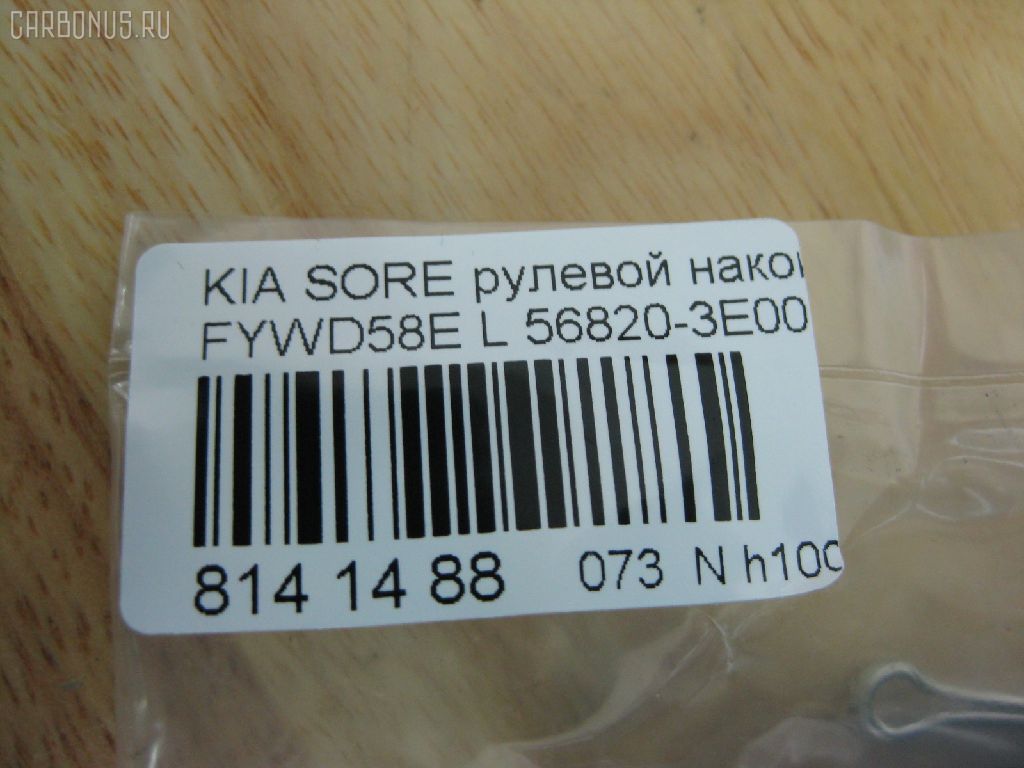 CARBONUS.RU
KIA SORE рулевой нако
FYWD58E L 56820-3E00
814 14 88 073 N h10